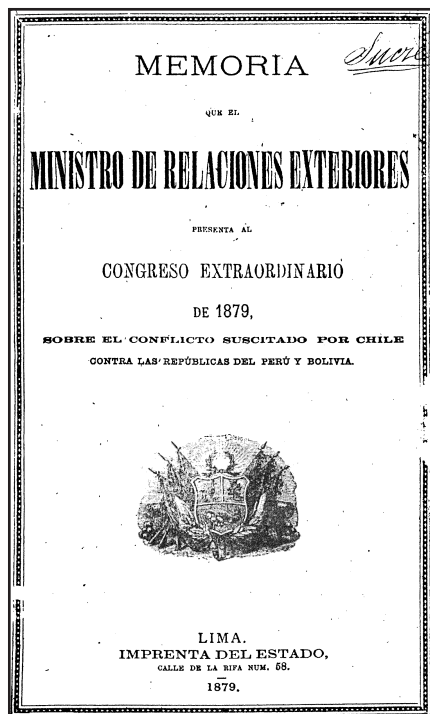 Sucre
MEMORIA
QUE EL
MINISTRO DE RELACIONES EXTERIORES
PRESENTA AL
CONGRESO EXTRAORDINARIO
DE 1879,
SOBRE EL CONFLICTO SUSCITADO POR CHILE
CONTRA LAS REPÚBLICAS DEL PERÚ Y BOLIVIA.
LIMA.
IMPRENTA DEL ESTADO,
CALLE DE LA RIFA NUM. 58.
1879.